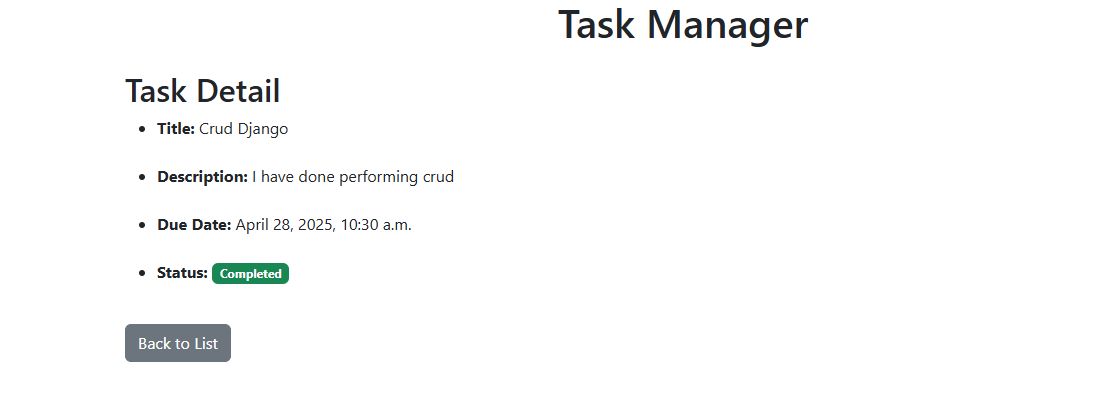 Task Manager
Task Detail
Title: Crud Django
Description: I have done performing crud
Due Date: April 28, 2025, 10:30 a.m.
Status: Completed
Back to List